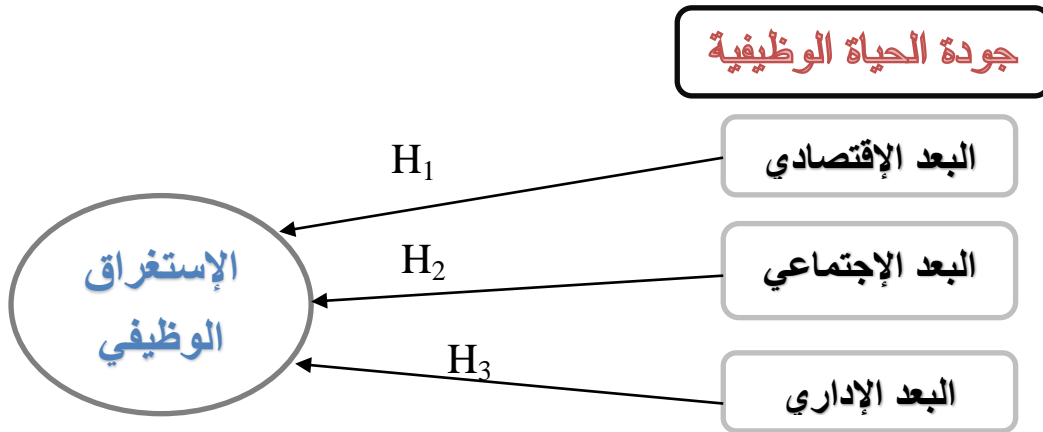 جودة الحياة الوظيفية
البعد الإقتصادي
H₁
البعد الإجتماعي
H₂
الإستغراق
الوظيفي
H₃
البعد الإداري